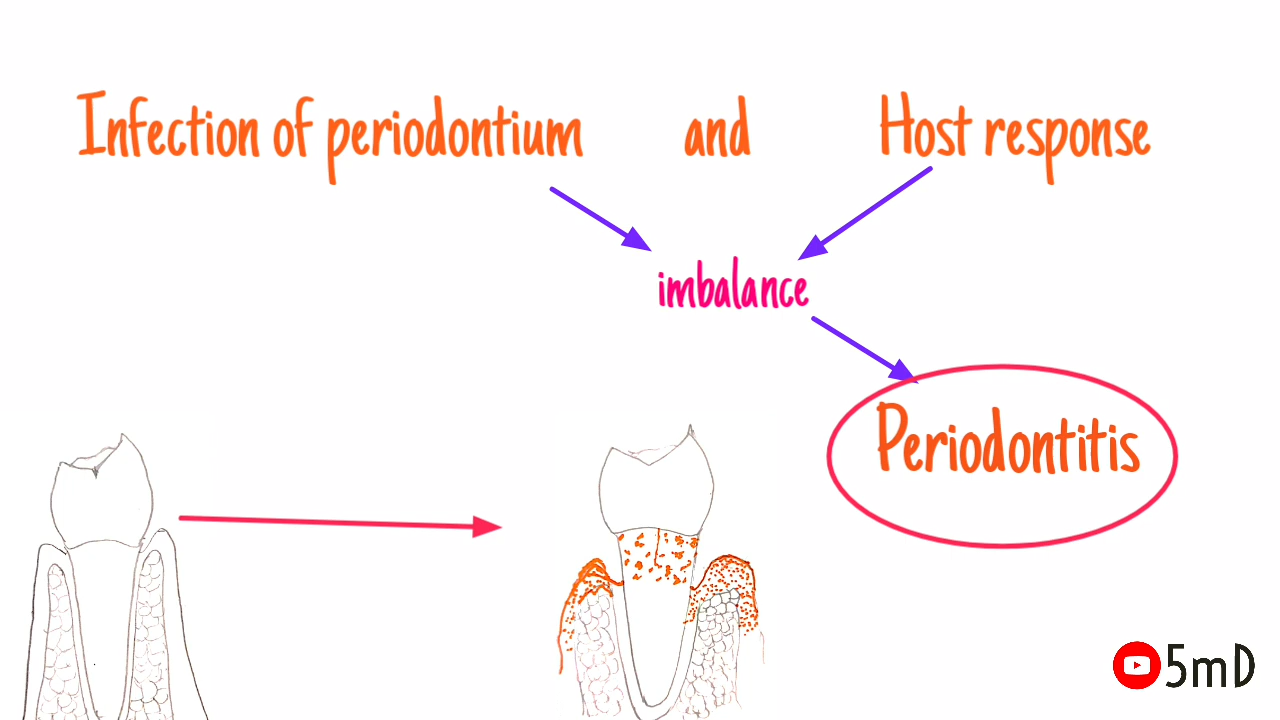 Infection of periodontium and Host response
imbalance
Periodontitis
5mD